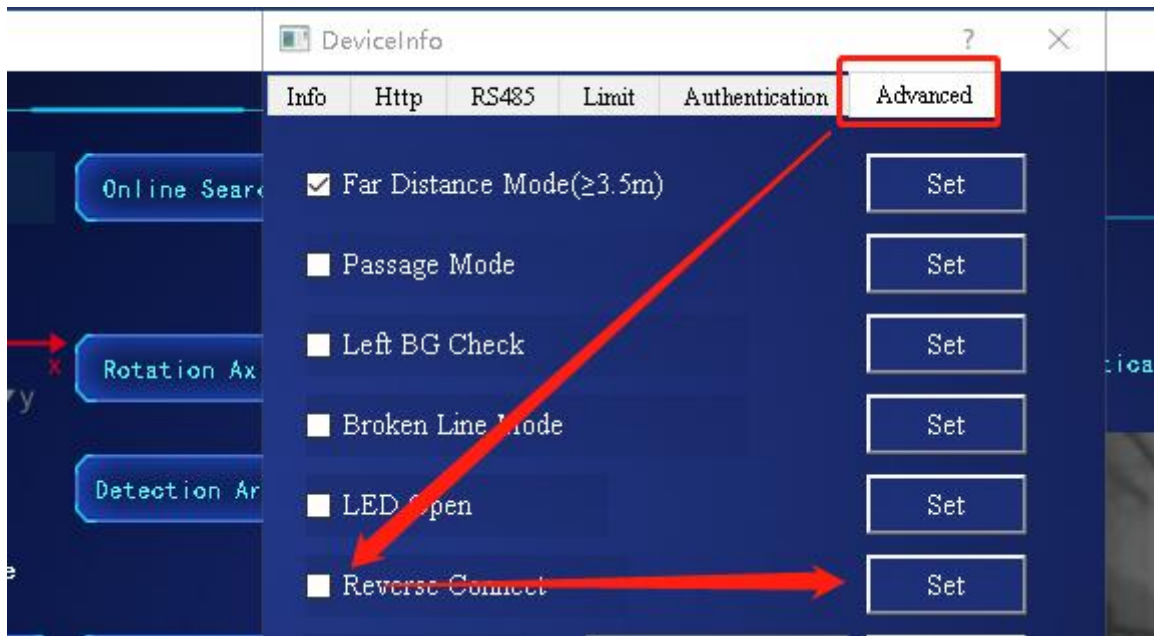 DeviceInfo ? ×
Info Http RS485 Limit Authentication Advanced
Online Sear
Far Distance Mode(≥3.5m) Set
Passage Mode Set
Left BG Check Set
x
Rotation Ax
y
Broken Line Mode Set
Detection Ar
LED Open Set
Reverse Connect Set